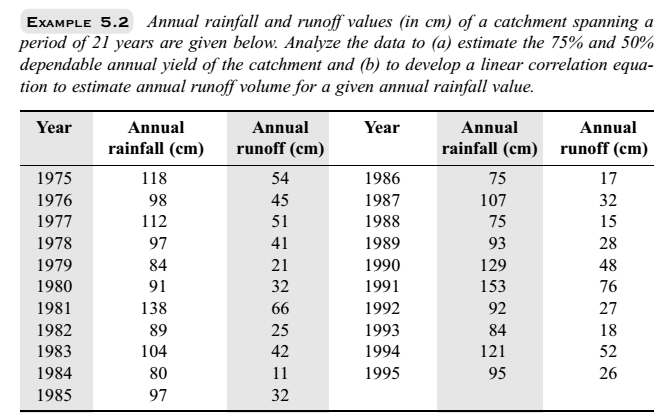 EXAMPLE 5.2 Annual rainfall and runoff values (in cm) of a catchment spanning a
period of 21 years are given below. Analyze the data to (a) estimate the 75% and 50%
dependable annual yield of the catchment and (b) to develop a linear correlation equa-
tion to estimate annual runoff volume for a given annual rainfall value.
Year Annual rainfall (cm) Annual runoff (cm) Year Annual rainfall (cm) Annual runoff (cm)
1975 118 54 1986 75 17
1976 98 45 1987 107 32
1977 112 51 1988 75 15
1978 97 41 1989 93 28
1979 84 21 1990 129 48
1980 91 32 1991 153 76
1981 138 66 1992 92 27
1982 89 25 1993 84 18
1983 104 42 1994 121 52
1984 80 11 1995 95 26
1985 97 32